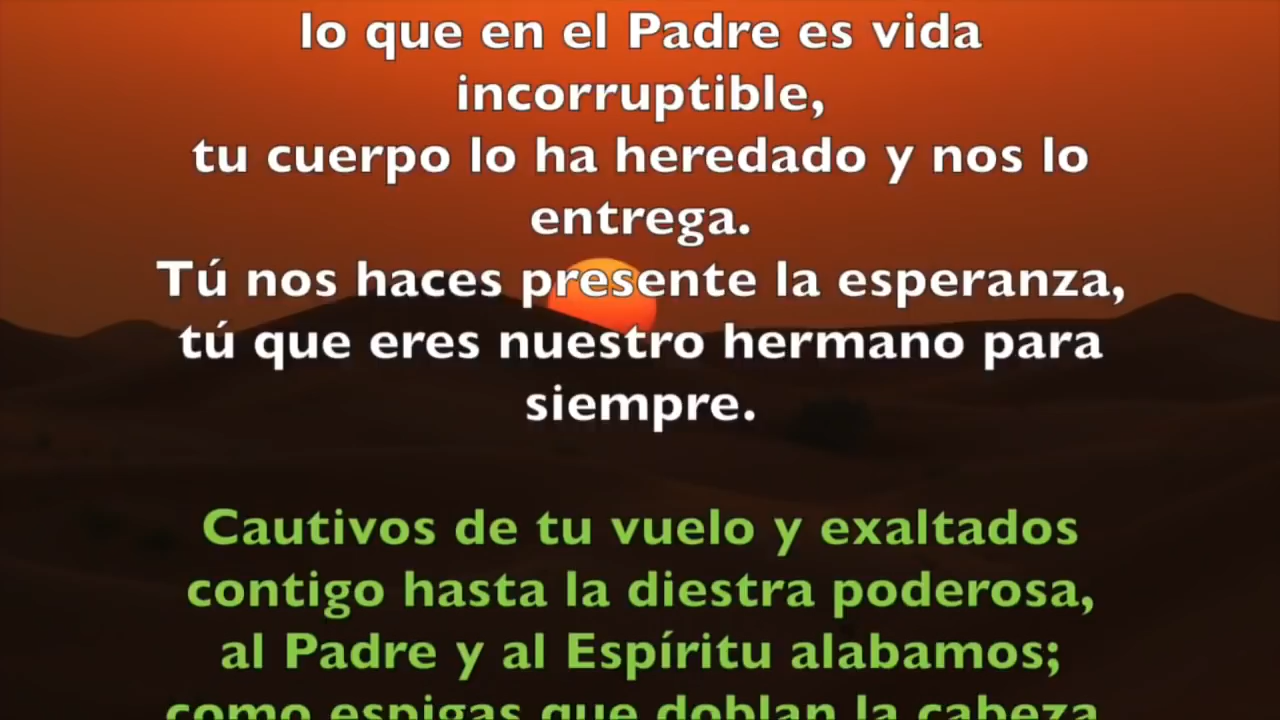 lo que en el Padre es vida
incorruptible,
tu cuerpo lo ha heredado y nos lo
entrega.
Tú nos haces presente la esperanza,
tú que eres nuestro hermano para
siempre.
Cautivos de tu vuelo y exaltados
contigo hasta la diestra poderosa,
al Padre y al Espíritu alabamos;
como espigas que doblan la cabeza